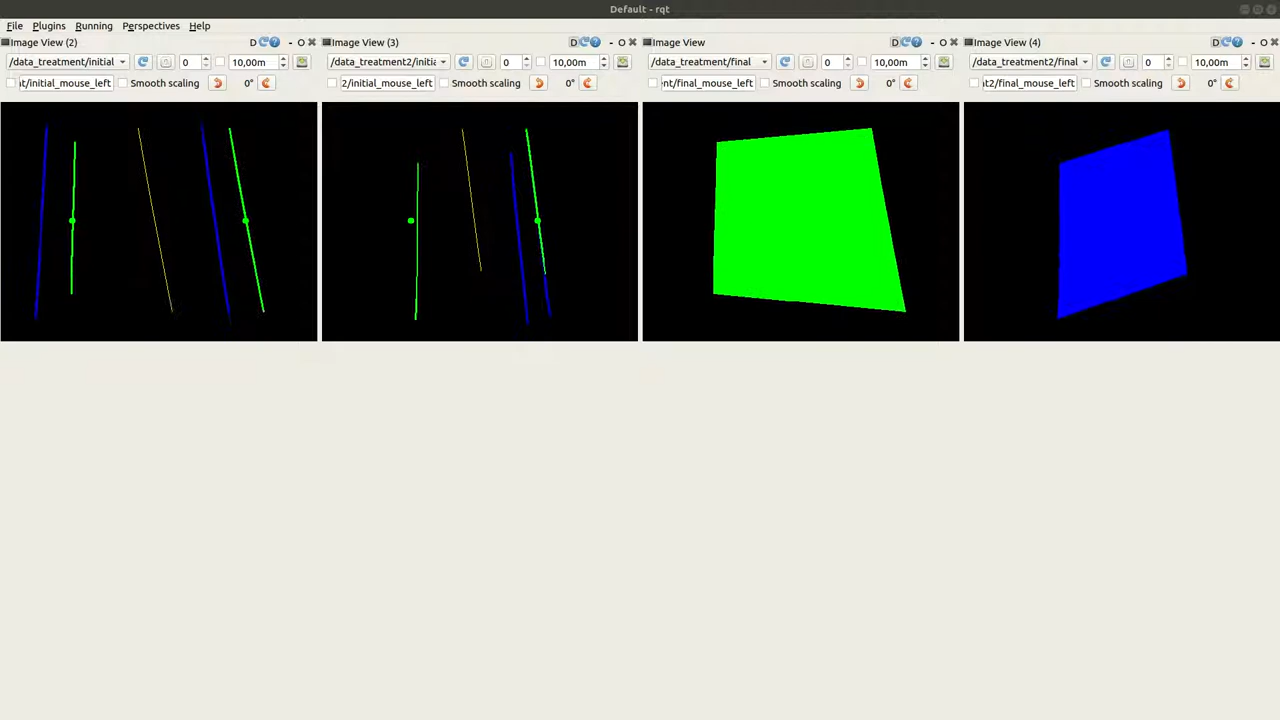 Default - rqt
File Plugins Running Perspectives Help
Image View (2) D - O Image View (3) D - O Image View D - O Image View (4) D - O
/data_treatment/initial 0 10,00m /data_treatment2/initia 0 10,00m /data_treatment/final 0 10,00m /data_treatment2/final 0 10,00m
nt/initial_mouse_left Smooth scaling 0° 2/initial_mouse_left Smooth scaling 0° ent/final_mouse_left Smooth scaling 0° nt2/final_mouse_left Smooth scaling 0°